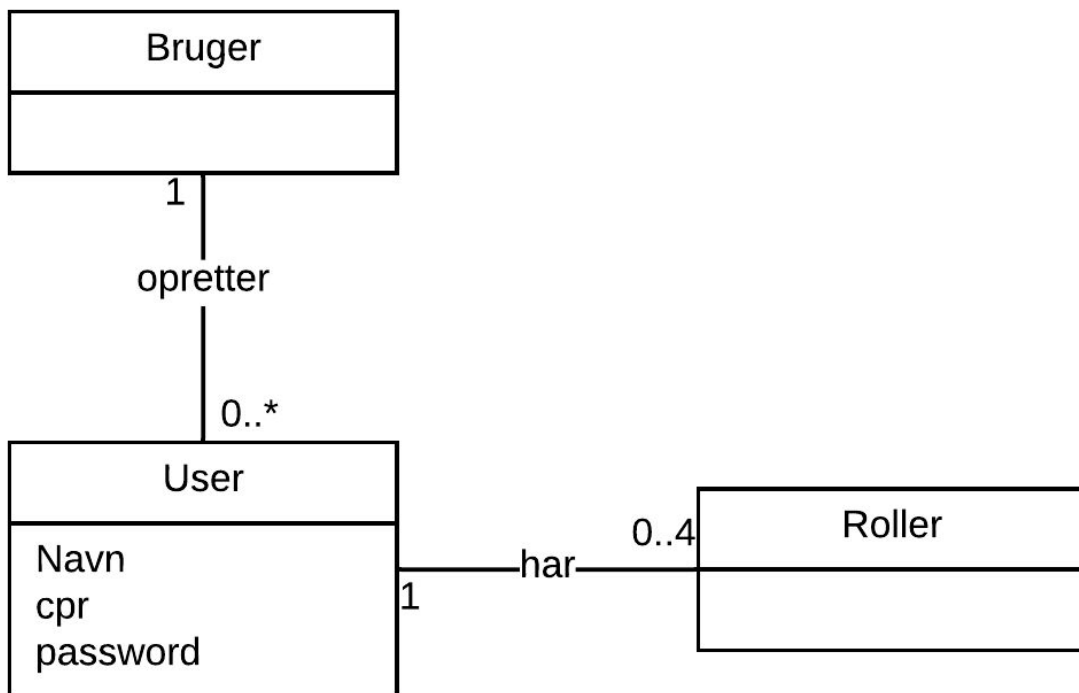 Bruger
1
opretter
0..*
User
Navn
cpr
password
1
har
0..4
Roller